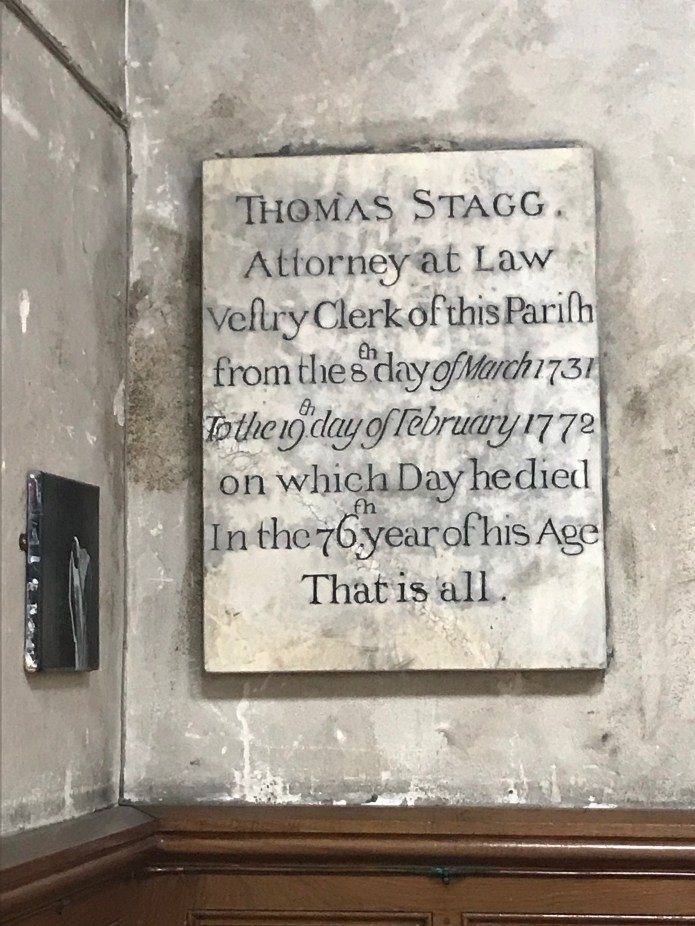 THOMAS STAGG.
Attorney at Law
Veſtry Clerk of this Pariſh
from the 8th day of March 1731
To the 19th day of February 1772
on which Day he died
In the 76th year of his Age
That is all.